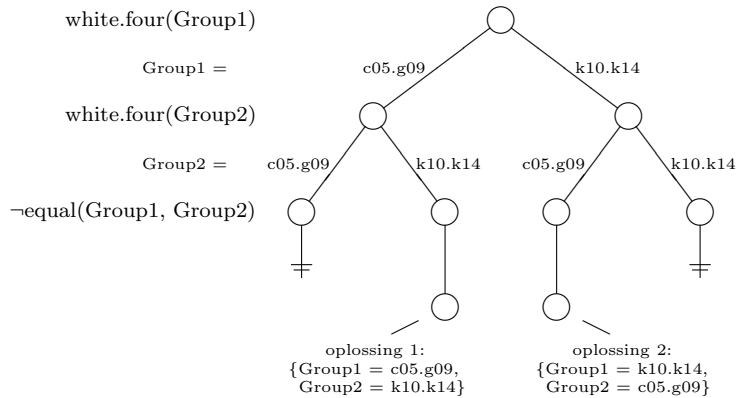 white.four(Group1)
Group1 = c05.g09 k10.k14
white.four(Group2)
Group2 = c05.g09 k10.k14 c05.g09 k10.k14
¬equal(Group1, Group2)
oplossing 1:
{Group1 = c05.g09,
Group2 = k10.k14}
oplossing 2:
{Group1 = k10.k14,
Group2 = c05.g09}